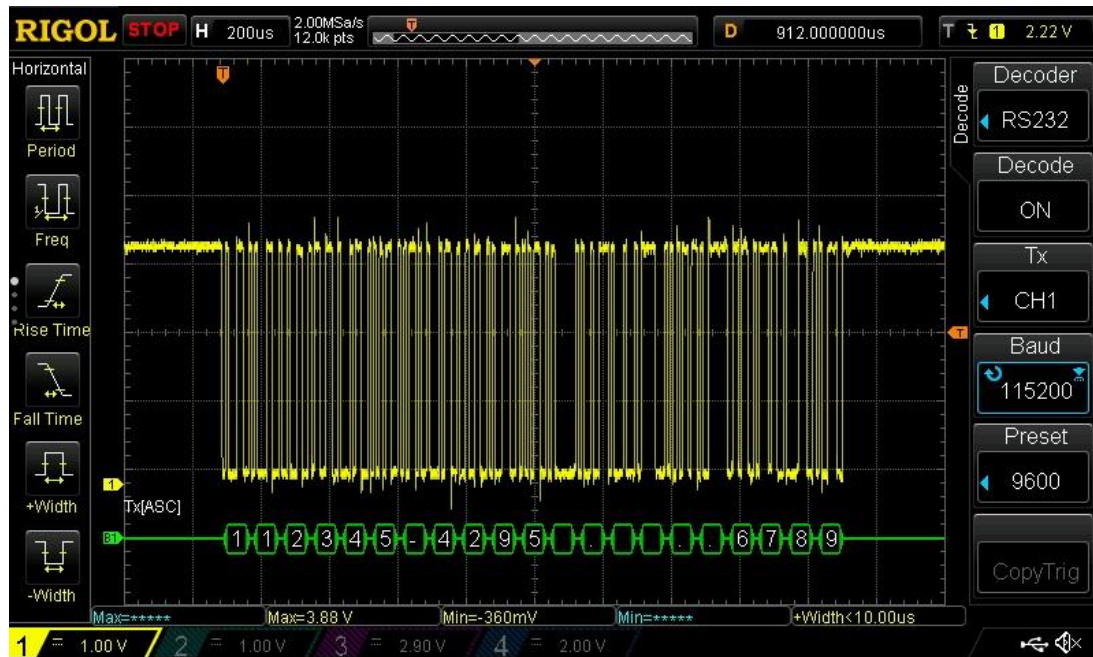 RIGOL STOP H 200us 2.00MSa/s 12.0k pts D 912.000000us T 1 2.22 V
Horizontal
Period
Freq
Rise Time
Fall Time
+Width
-Width
T
T
1
Tx[ASC]
B1 1 1 2 3 4 5 - 4 2 9 5 . . . 6 7 8 9
Max=***** Max=3.88 V Min=-360mV Min=***** +Width<10.00us
1 = 1.00 V 2 = 1.00 V 3 = 2.90 V 4 = 2.00 V
Decode
Decoder
RS232
Decode
ON
Tx
CH1
Baud
115200
Preset
9600
CopyTrig